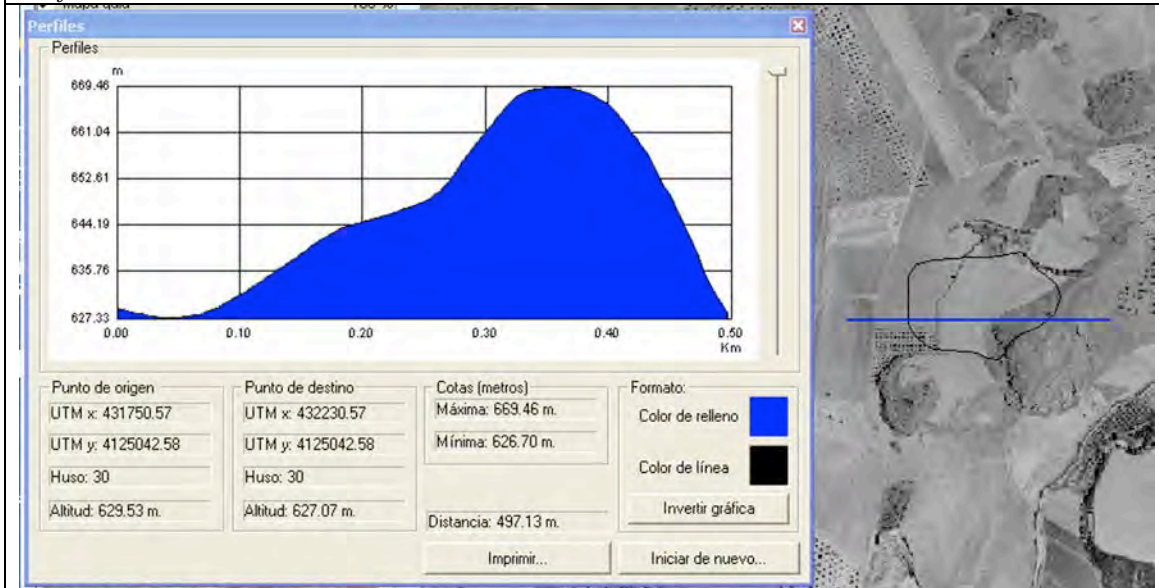 mapa guia 100 %
Perfiles
Perfiles
m
669.46
661.04
652.61
644.19
635.76
627.33
0.00 0.10 0.20 0.30 0.40 0.50
Km
Punto de origen
UTM x: 431750.57
UTM y: 4125042.58
Huso: 30
Altitud: 629.53 m.
Punto de destino
UTM x: 432230.57
UTM y: 4125042.58
Huso: 30
Altitud: 627.07 m.
Cotas (metros)
Máxima: 669.46 m.
Mínima: 626.70 m.
Distancia: 497.13 m.
Formato:
Color de relleno
Color de línea
Invertir gráfica
Imprimir...
Iniciar de nuevo...